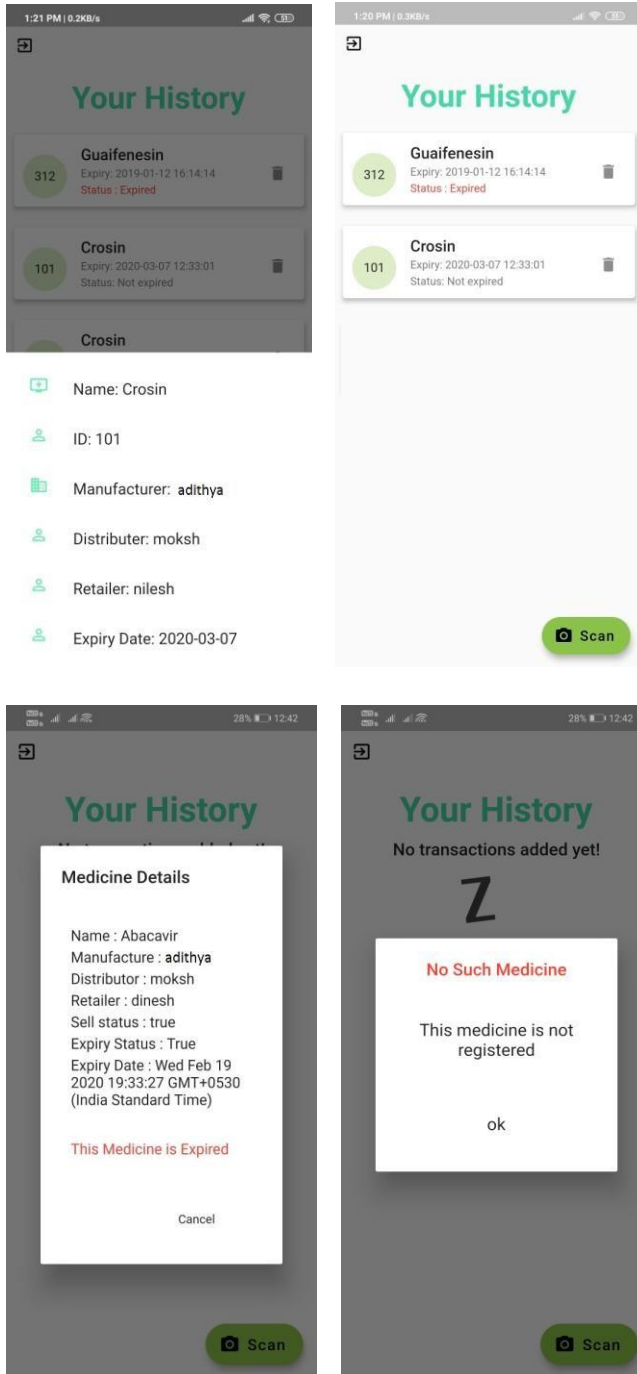 1:21 PM | 0.2KB/s
Your History
312
Guaifenesin
Expiry: 2019-01-12 16:14:14
Status : Expired
101
Crosin
Expiry: 2020-03-07 12:33:01
Status: Not expired
Crosin
Name: Crosin
ID: 101
Manufacturer: adithya
Distributer: moksh
Retailer: nilesh
Expiry Date: 2020-03-07
1:20 PM | 0.3KB/s
Your History
312
Guaifenesin
Expiry: 2019-01-12 16:14:14
Status : Expired
101
Crosin
Expiry: 2020-03-07 12:33:01
Status: Not expired
Scan
28% 12:42
Your History
Medicine Details
Name : Abacavir
Manufacture : adithya
Distributor : moksh
Retailer : dinesh
Sell status : true
Expiry Status : True
Expiry Date : Wed Feb 19
2020 19:33:27 GMT+0530
(India Standard Time)
This Medicine is Expired
Cancel
Scan
28% 12:42
Your History
No transactions added yet!
Z
No Such Medicine
This medicine is not
registered
ok
Scan